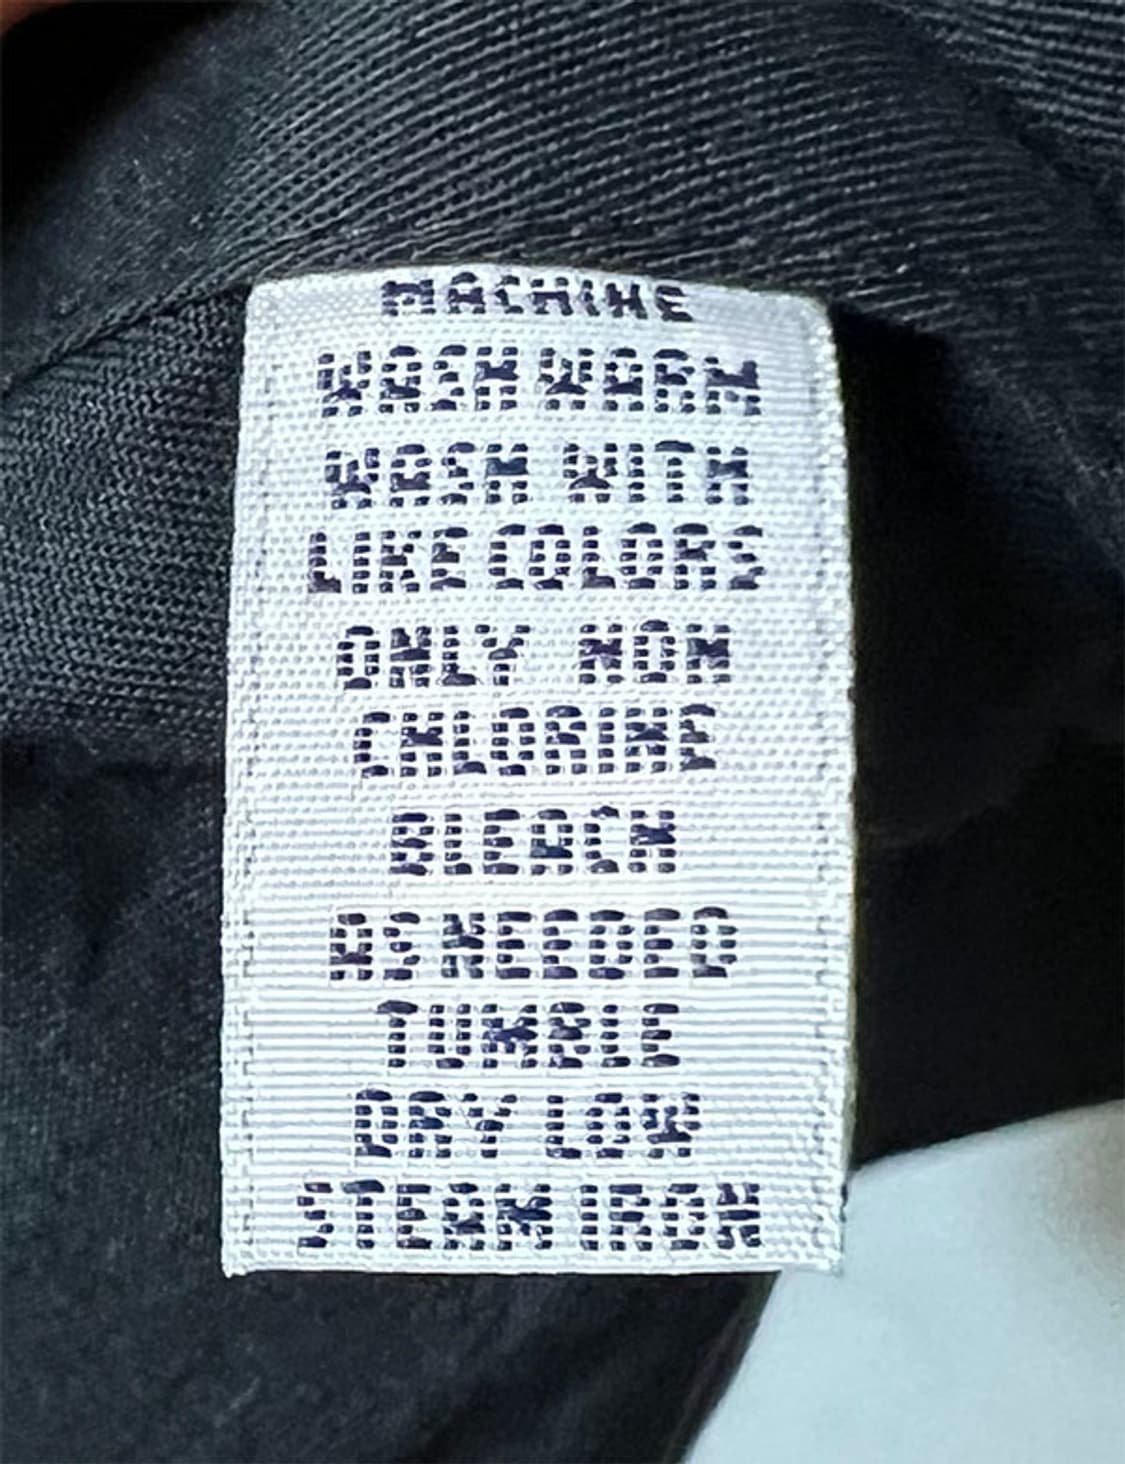 MACHINE
WASH WARM
WASH WITH
LIKE COLORS
ONLY NON
CHLORINE
BLEACH
AS NEEDED
TUMBLE
DRY LOW
STEAM IRON